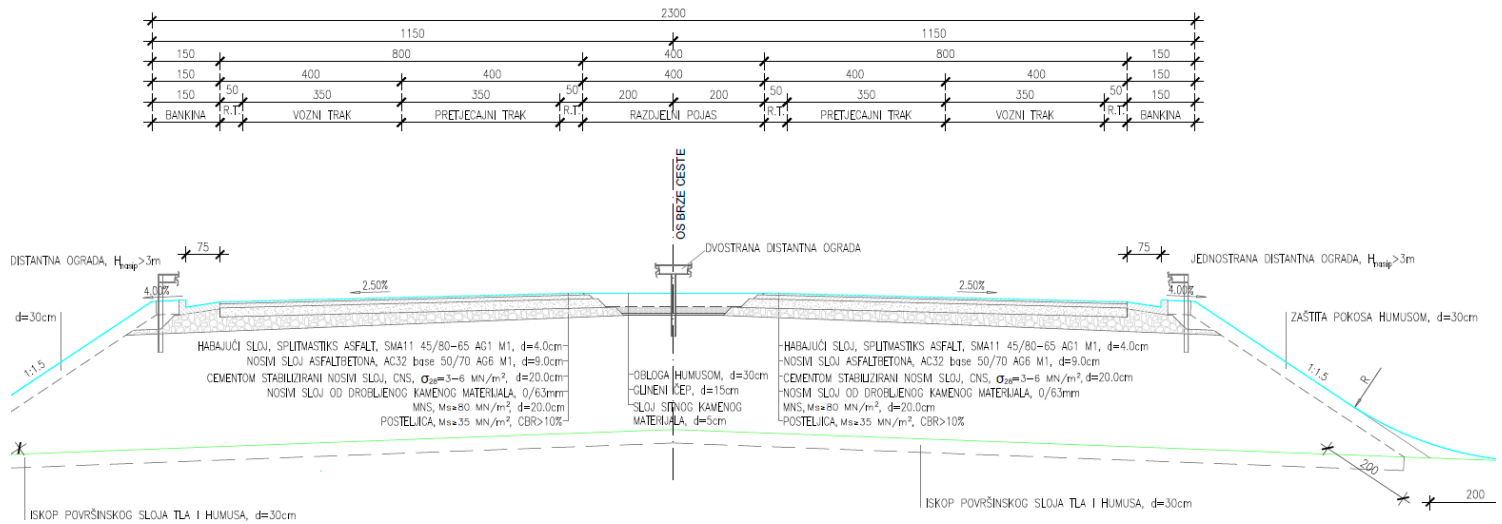 2300
1150 1150
150 800 400 800 150
150 400 400 400 400 400 150
150 50 350 350 50 200 200 50 350 350 50 150
BANKINA R.T. VOZNI TRAK PRETJECAJNI TRAK R.T. RAZDJELNI POJAS R.T. PRETJECAJNI TRAK VOZNI TRAK R.T. BANKINA
OS BRZE CESTE
75
DISTANTNA OGRADA, Hnasip>3m
DVOSTRANA DISTANTNA OGRADA
75
JEDNOSTRANA DISTANTNA OGRADA, Hnasip>3m
4.00% 2.50% 2.50% 4.00%
d=30cm
1:1.5
ZAŠTITA POKOSA HUMUSOM, d=30cm
1:1.5
R
HABAJUĆI SLOJ, SPLITMASTIKS ASFALT, SMA11 45/80-65 AG1 M1, d=4.0cm
NOSIVI SLOJ ASFALTBETONA, AC32 base 50/70 AG6 M1, d=9.0cm
CEMENTOM STABILIZIRANI NOSIVI SLOJ, CNS, σ28=3-6 MN/m², d=20.0cm
NOSIVI SLOJ OD DROBLJENOG KAMENOG MATERIJALA, 0/63mm
MNS, Ms≥80 MN/m², d=20.0cm
POSTELJICA, Ms≥35 MN/m², CBR>10%
OBLOGA HUMUSOM, d=30cm
GLINENI ČEP, d=15cm
SLOJ SITNOG KAMENOG
MATERIJALA, d=5cm
HABAJUĆI SLOJ, SPLITMASTIKS ASFALT, SMA11 45/80-65 AG1 M1, d=4.0cm
NOSIVI SLOJ ASFALTBETONA, AC32 base 50/70 AG6 M1, d=9.0cm
CEMENTOM STABILIZIRANI NOSIVI SLOJ, CNS, σ28=3-6 MN/m², d=20.0cm
NOSIVI SLOJ OD DROBLJENOG KAMENOG MATERIJALA, 0/63mm
MNS, Ms≥80 MN/m², d=20.0cm
POSTELJICA, Ms≥35 MN/m², CBR>10%
200
200
ISKOP POVRŠINSKOG SLOJA TLA I HUMUSA, d=30cm
ISKOP POVRŠINSKOG SLOJA TLA I HUMUSA, d=30cm